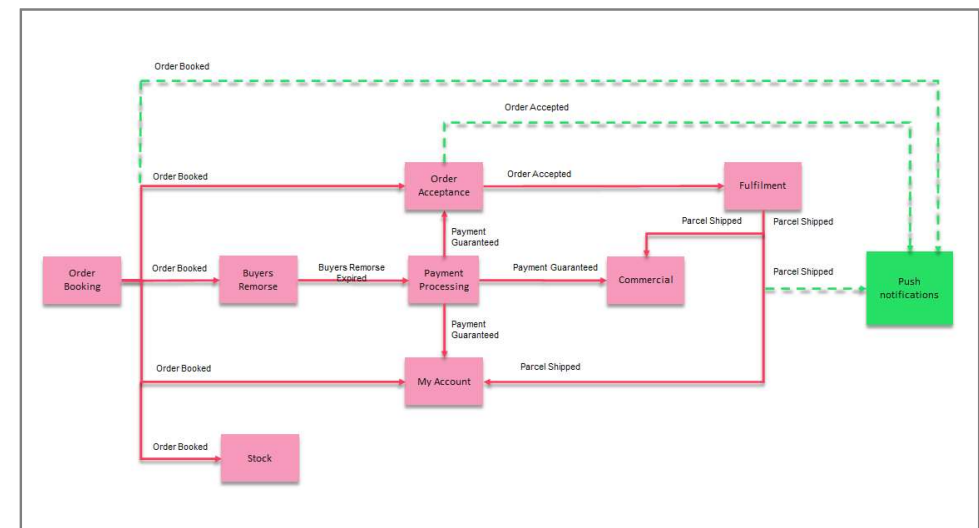 Order Booked
Order Accepted
Order Booked
Order
Acceptance
Order Accepted
Fulfilment
Parcel Shipped
Parcel Shipped
Payment
Guaranteed
Order
Booking
Order Booked
Buyers
Remorse
Buyers Remorse
Expired
Payment
Processing
Payment Guaranteed
Commercial
Parcel Shipped
Push
notifications
Payment
Guaranteed
Order Booked
My Account
Parcel Shipped
Order Booked
Stock